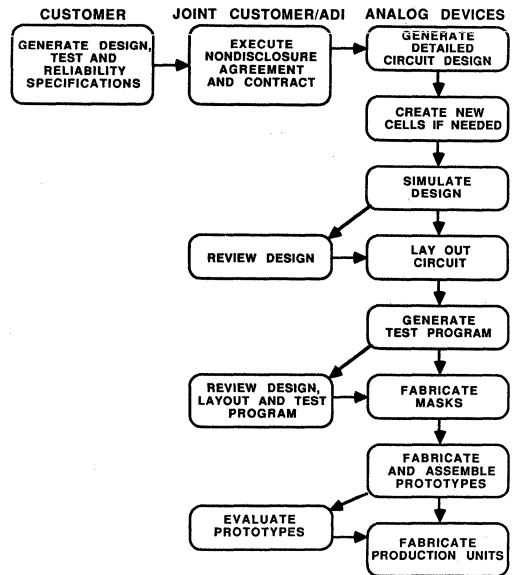 CUSTOMER
JOINT CUSTOMER/ADI
ANALOG DEVICES
GENERATE DESIGN,
TEST AND
RELIABILITY
SPECIFICATIONS
EXECUTE
NONDISCLOSURE
AGREEMENT
AND CONTRACT
GENERATE
DETAILED
CIRCUIT DESIGN
CREATE NEW
CELLS IF NEEDED
SIMULATE
DESIGN
REVIEW DESIGN
LAY OUT
CIRCUIT
GENERATE
TEST PROGRAM
REVIEW DESIGN,
LAYOUT AND TEST
PROGRAM
FABRICATE
MASKS
FABRICATE
AND ASSEMBLE
PROTOTYPES
EVALUATE
PROTOTYPES
FABRICATE
PRODUCTION UNITS